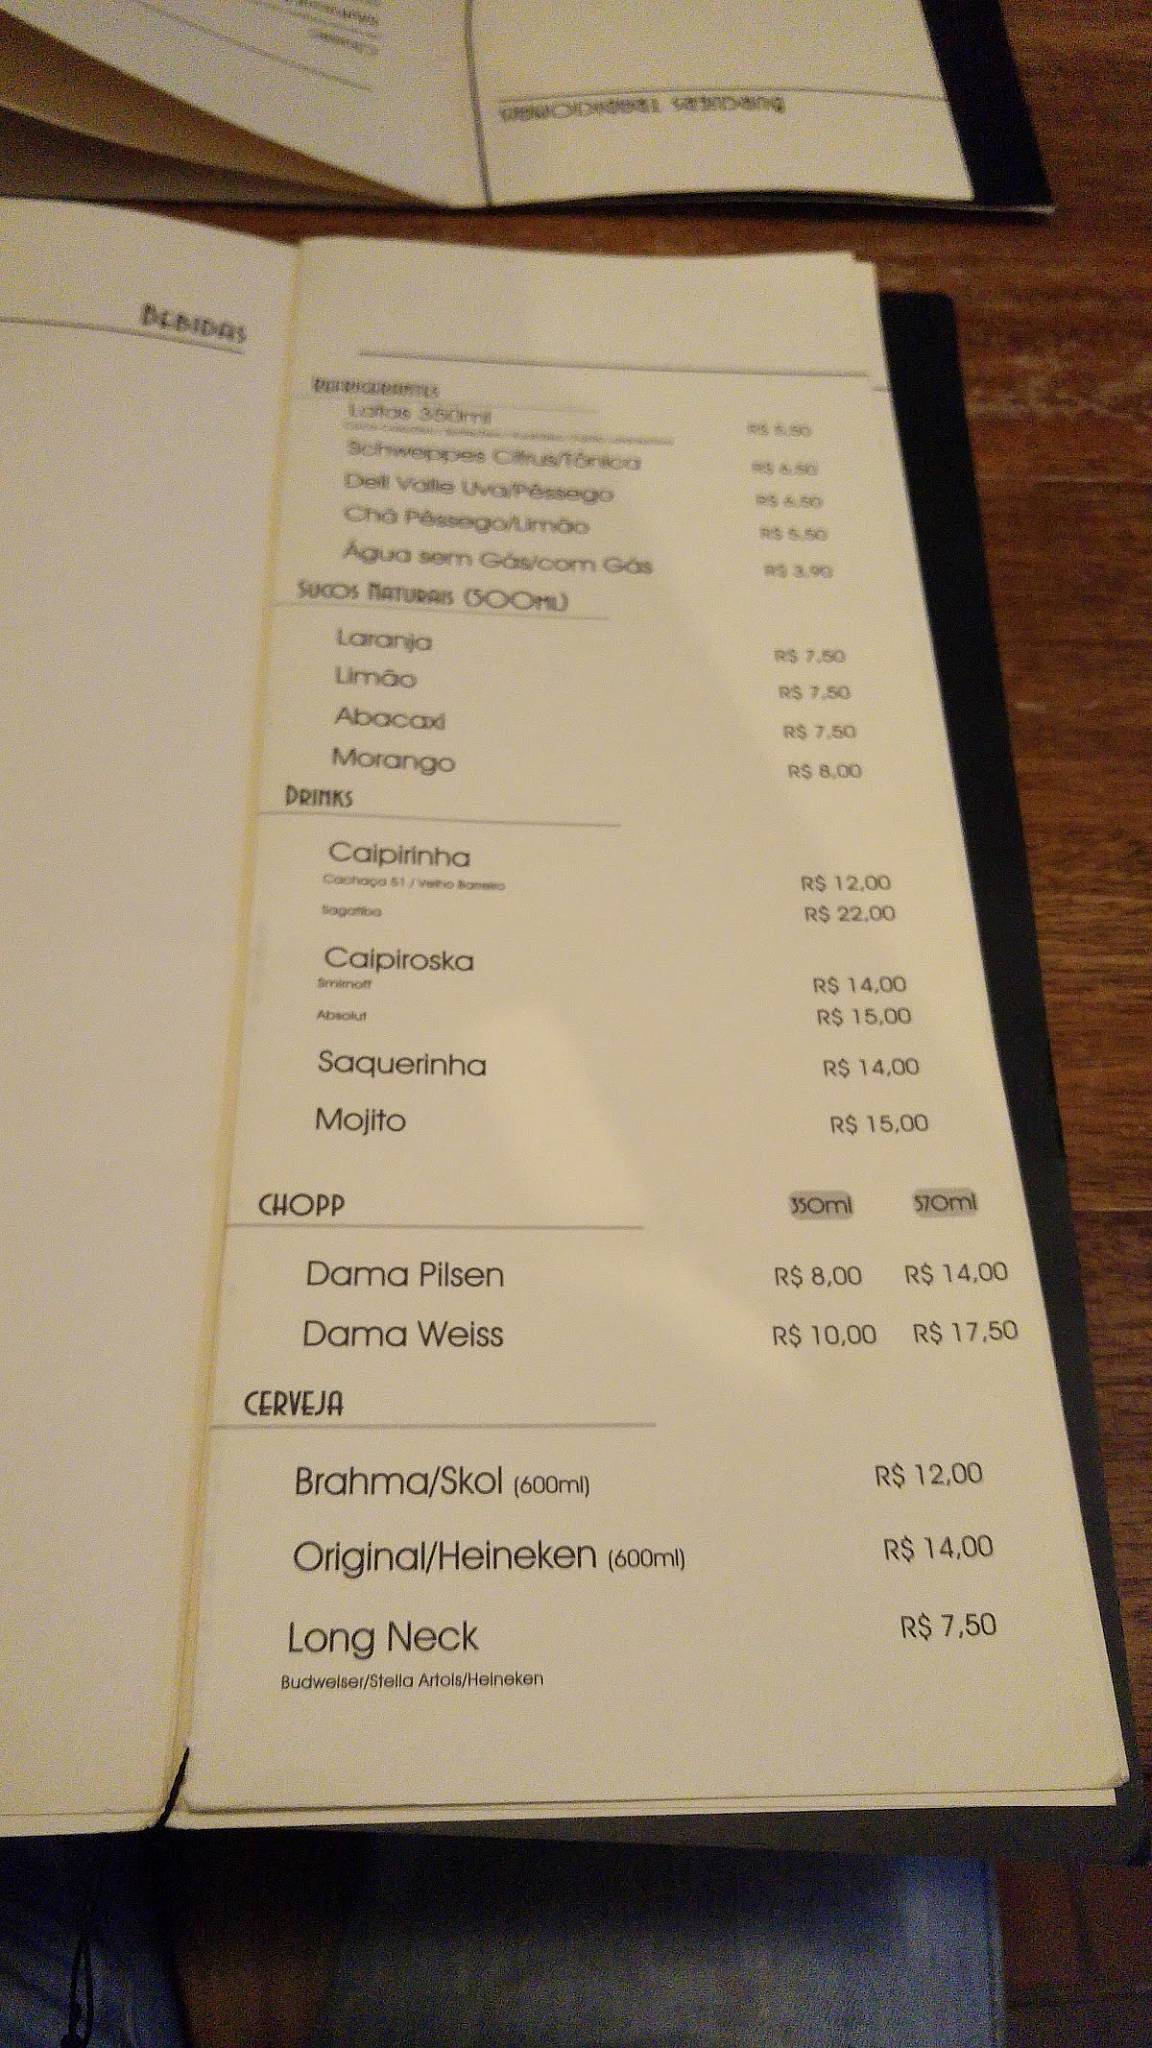 BURGUERS TRADICIONAIS
BEBIDAS
REFRIGERANTES
Latas 350ml R$ 5,50
Schweppes Citrus/Tônica R$ 6,50
Dell Valle Uva/Pêssego R$ 6,50
Chá Pêssego/Limão R$ 5,50
Água sem Gás/com Gás R$ 3,90
SUCOS NATURAIS (500ML)
Laranja R$ 7,50
Limão R$ 7,50
Abacaxi R$ 7,50
Morango R$ 8,00
DRINKS
Caipirinha
Cachaça 51 / Velho Barreiro R$ 12,00
Sagatiba R$ 22,00
Caipiroska
Smirnoff R$ 14,00
Absolut R$ 15,00
Saquerinha R$ 14,00
Mojito R$ 15,00
CHOPP 350ml 570ml
Dama Pilsen R$ 8,00 R$ 14,00
Dama Weiss R$ 10,00 R$ 17,50
CERVEJA
Brahma/Skol (600ml) R$ 12,00
Original/Heineken (600ml) R$ 14,00
Long Neck R$ 7,50
Budweiser/Stella Artois/Heineken